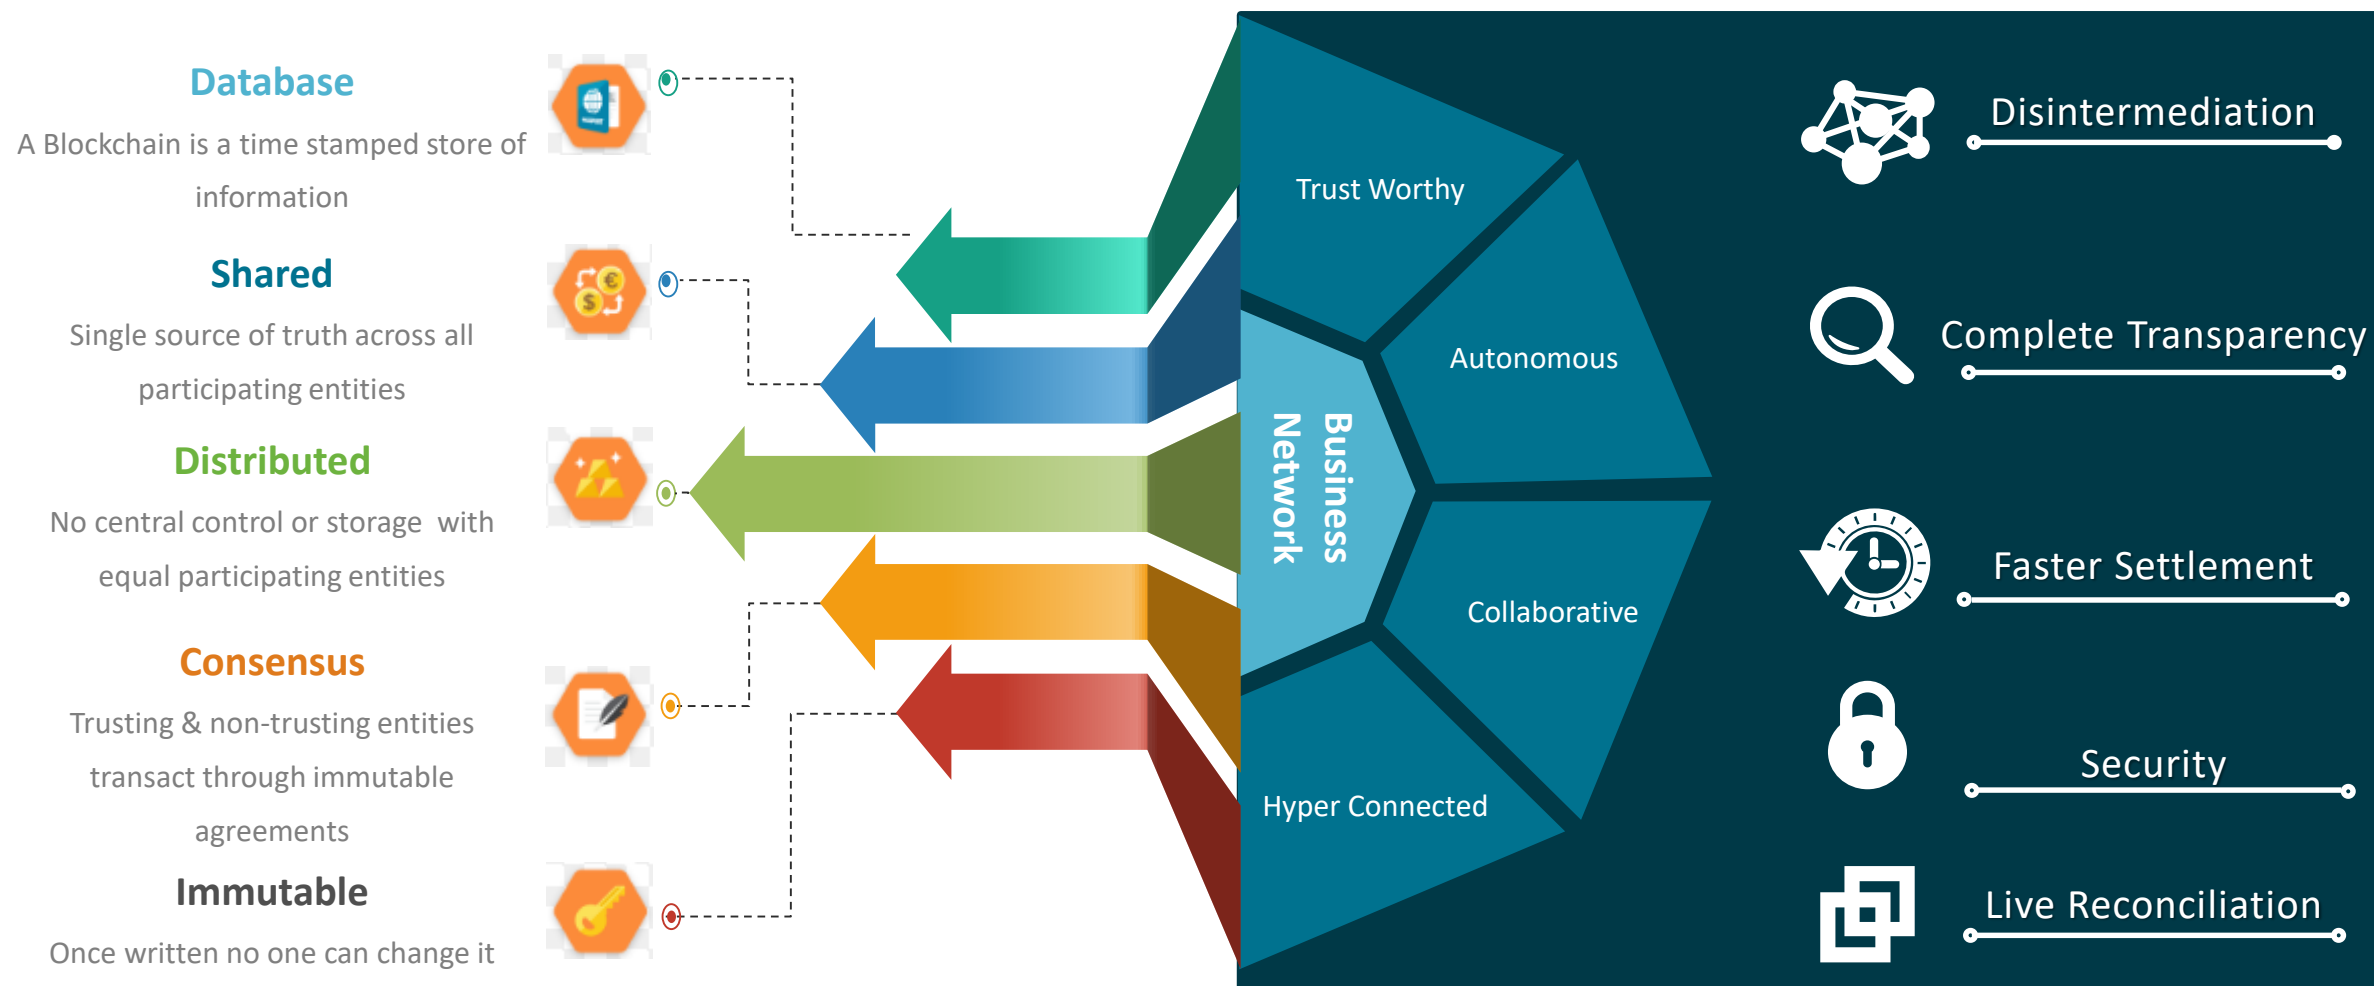 Database
A Blockchain is a time stamped store of
information
Shared
Single source of truth across all
participating entities
Distributed
No central control or storage  with
equal participating entities
Consensus
Trusting & non-trusting entities
transact through immutable
agreements
Immutable
Once written no one can change it
Business
Network
Trust Worthy
Autonomous
Collaborative
Hyper Connected
Disintermediation
Complete Transparency
Faster Settlement
Security
Live Reconciliation